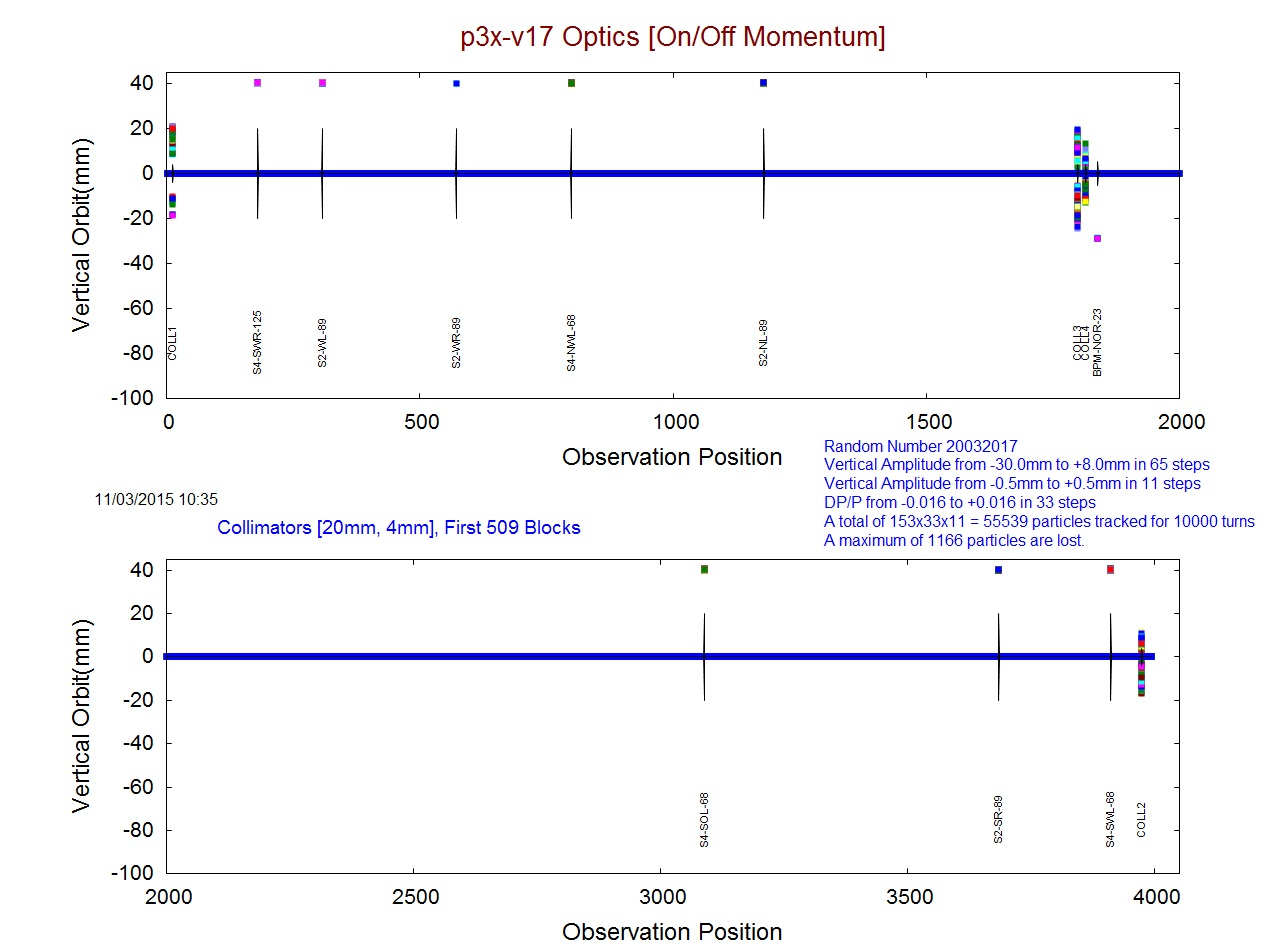 p3x-v17 Optics [On/Off Momentum]
40
20
0
-20
-40
-60
-80
-100
Vertical Orbit(mm)
COLL1
S4-SWR-125
S2-WL-89
S2-WR-89
S4-NWL-68
S2-NL-89
COLL3
COLL4
BPM-NOR-23
0
500
1000
1500
2000
Observation Position
Random Number 20032017
Vertical Amplitude from -30.0mm to +8.0mm in 65 steps
Vertical Amplitude from -0.5mm to +0.5mm in 11 steps
DP/P from -0.016 to +0.016 in 33 steps
A total of 153x33x11 = 55539 particles tracked for 10000 turns
A maximum of 1166 particles are lost.
11/03/2015 10:35
Collimators [20mm, 4mm], First 509 Blocks
40
20
0
-20
-40
-60
-80
-100
Vertical Orbit(mm)
S4-SOL-68
S2-SR-89
S4-SWL-68
COLL2
2000
2500
3000
3500
4000
Observation Position